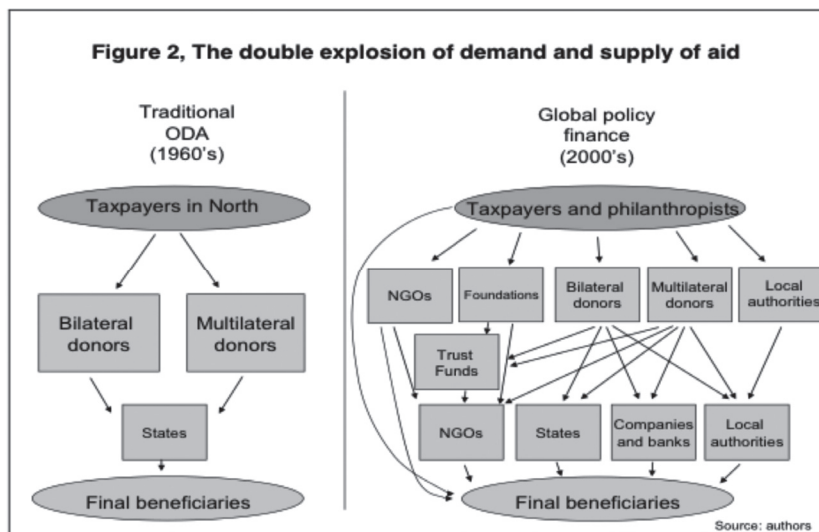 Figure 2, The double explosion of demand and supply of aid
Traditional
ODA
(1960's)
Taxpayers in North
Bilateral
donors
Multilateral
donors
States
Final beneficiaries
Global policy
finance
(2000's)
Taxpayers and philanthropists
NGOs
Foundations
Bilateral
donors
Multilateral
donors
Local
authorities
Trust
Funds
NGOs
States
Companies
and banks
Local
authorities
Final beneficiaries
Source: authors